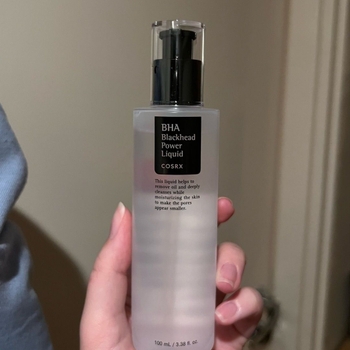 BHA
Blackhead
Power
Liquid
COSRX
This liquid helps to
remove oil and deeply
cleanses while
moisturizing the skin
to make the pores
appear smaller.
100 mL / 3.38 fl. oz